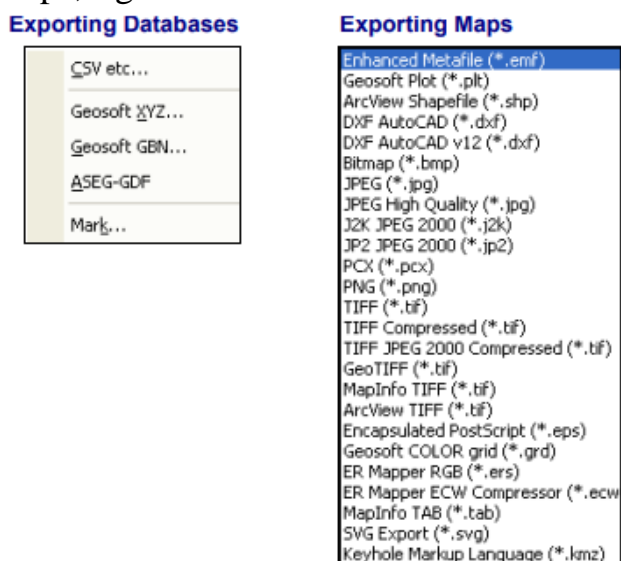 Exporting Databases
CSV etc...
Geosoft XYZ...
Geosoft GBN...
ASEG-GDF
Mark...
Exporting Maps
Enhanced Metafile (*.emf)
Geosoft Plot (*.plt)
ArcView Shapefile (*.shp)
DXF AutoCAD (*.dxf)
DXF AutoCAD v12 (*.dxf)
Bitmap (*.bmp)
JPEG (*.jpg)
JPEG High Quality (*.jpg)
J2K JPEG 2000 (*.j2k)
JP2 JPEG 2000 (*.jp2)
PCX (*.pcx)
PNG (*.png)
TIFF (*.tif)
TIFF Compressed (*.tif)
TIFF JPEG 2000 Compressed (*.tif)
GeoTIFF (*.tif)
MapInfo TIFF (*.tif)
ArcView TIFF (*.tif)
Encapsulated PostScript (*.eps)
Geosoft COLOR grid (*.grd)
ER Mapper RGB (*.ers)
ER Mapper ECW Compressor (*.ecw
MapInfo TAB (*.tab)
SVG Export (*.svg)
Keyhole Markup Language (*.kmz)